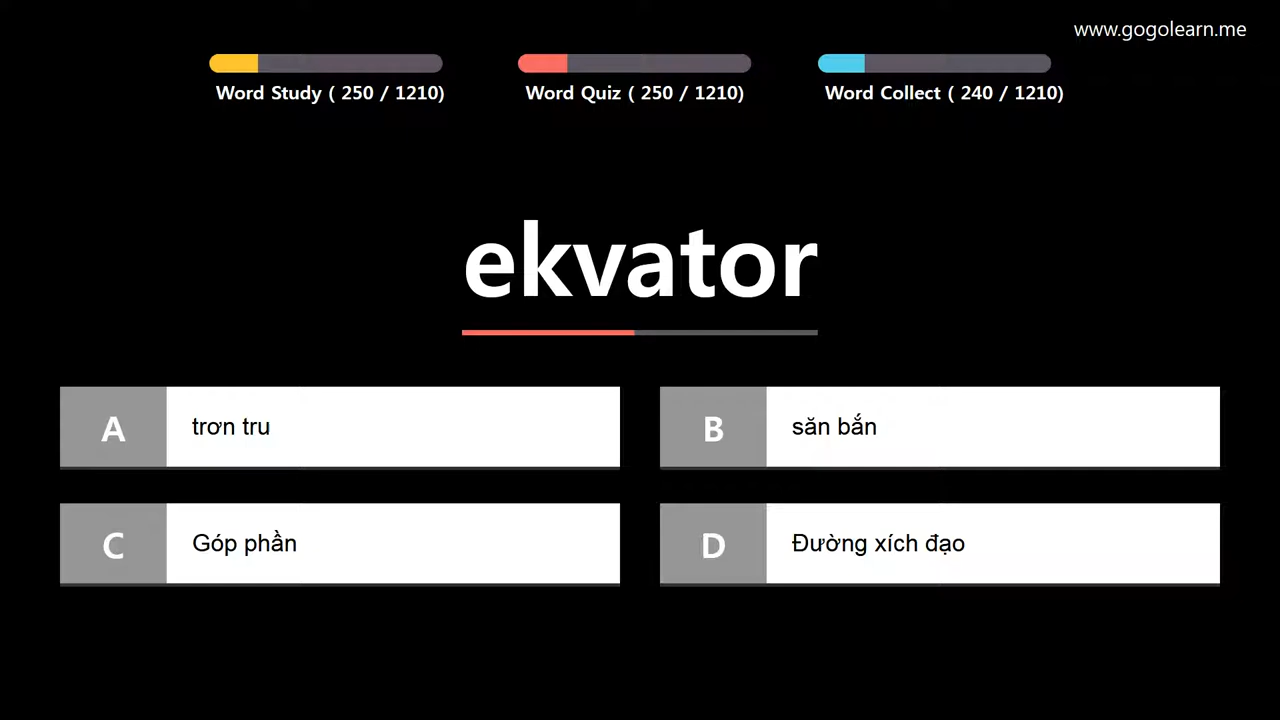 www.gogolearn.me
Word Study ( 250 / 1210)
Word Quiz ( 250 / 1210)
Word Collect ( 240 / 1210)
ekvator
A
trơn tru
B
săn bắn
C
Góp phần
D
Đường xích đạo